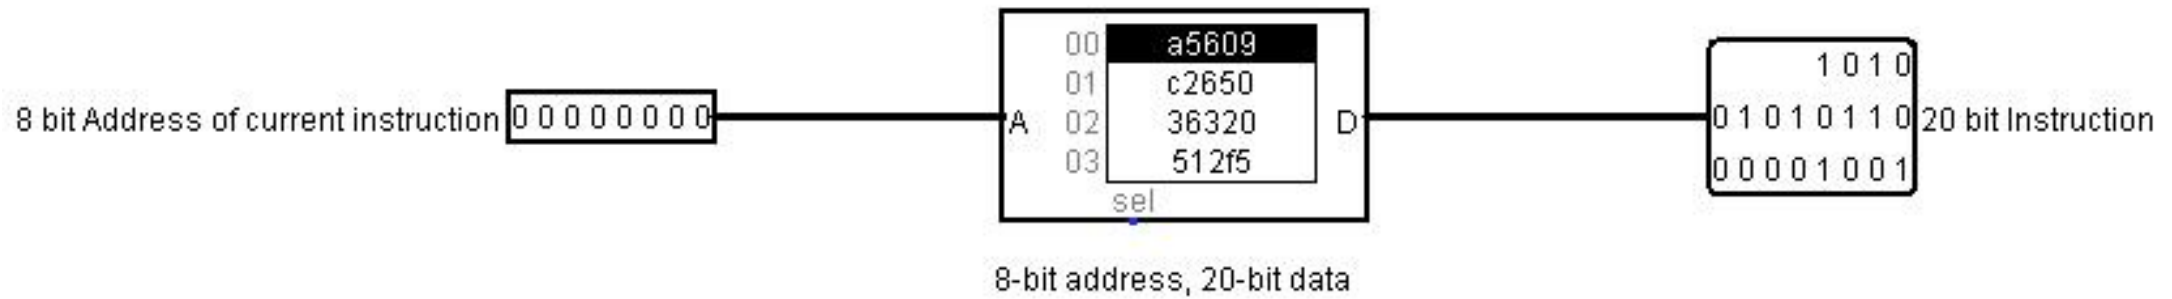 8 bit Address of current instruction
0 0 0 0 0 0 0 0
A
00 a5609
01 c2650
02 36320
03 512f5
sel
D
1 0 1 0
0 1 0 1 0 1 1 0
0 0 0 0 1 0 0 1
20 bit Instruction
8-bit address, 20-bit data